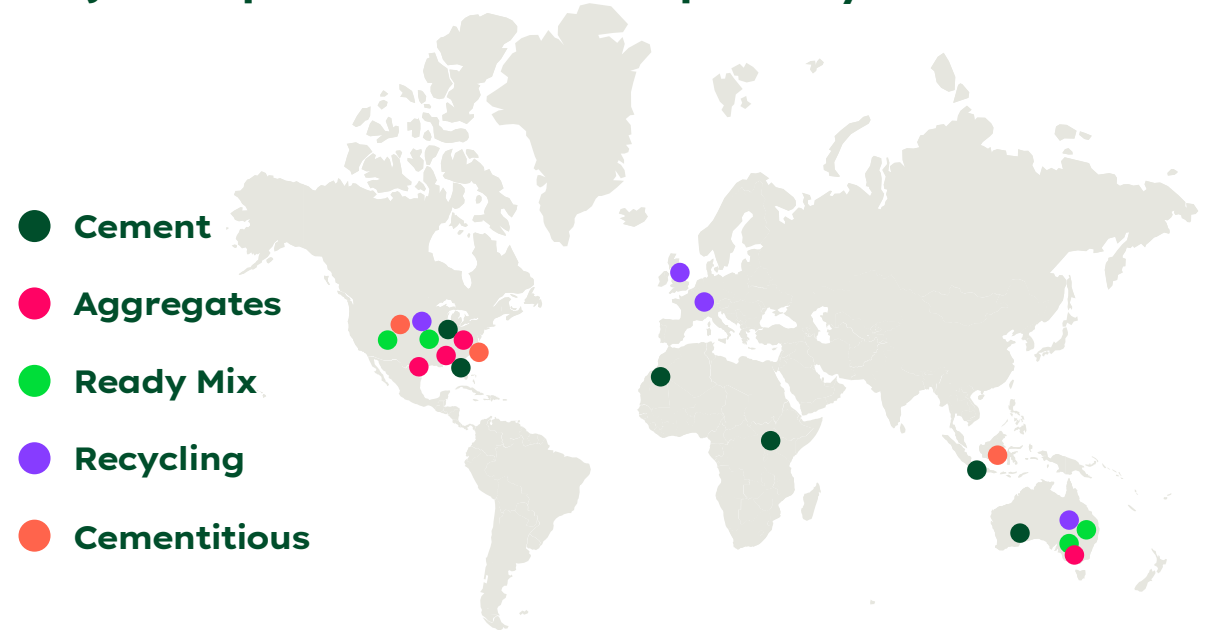 Cement
Aggregates
Ready Mix
Recycling
Cementitious